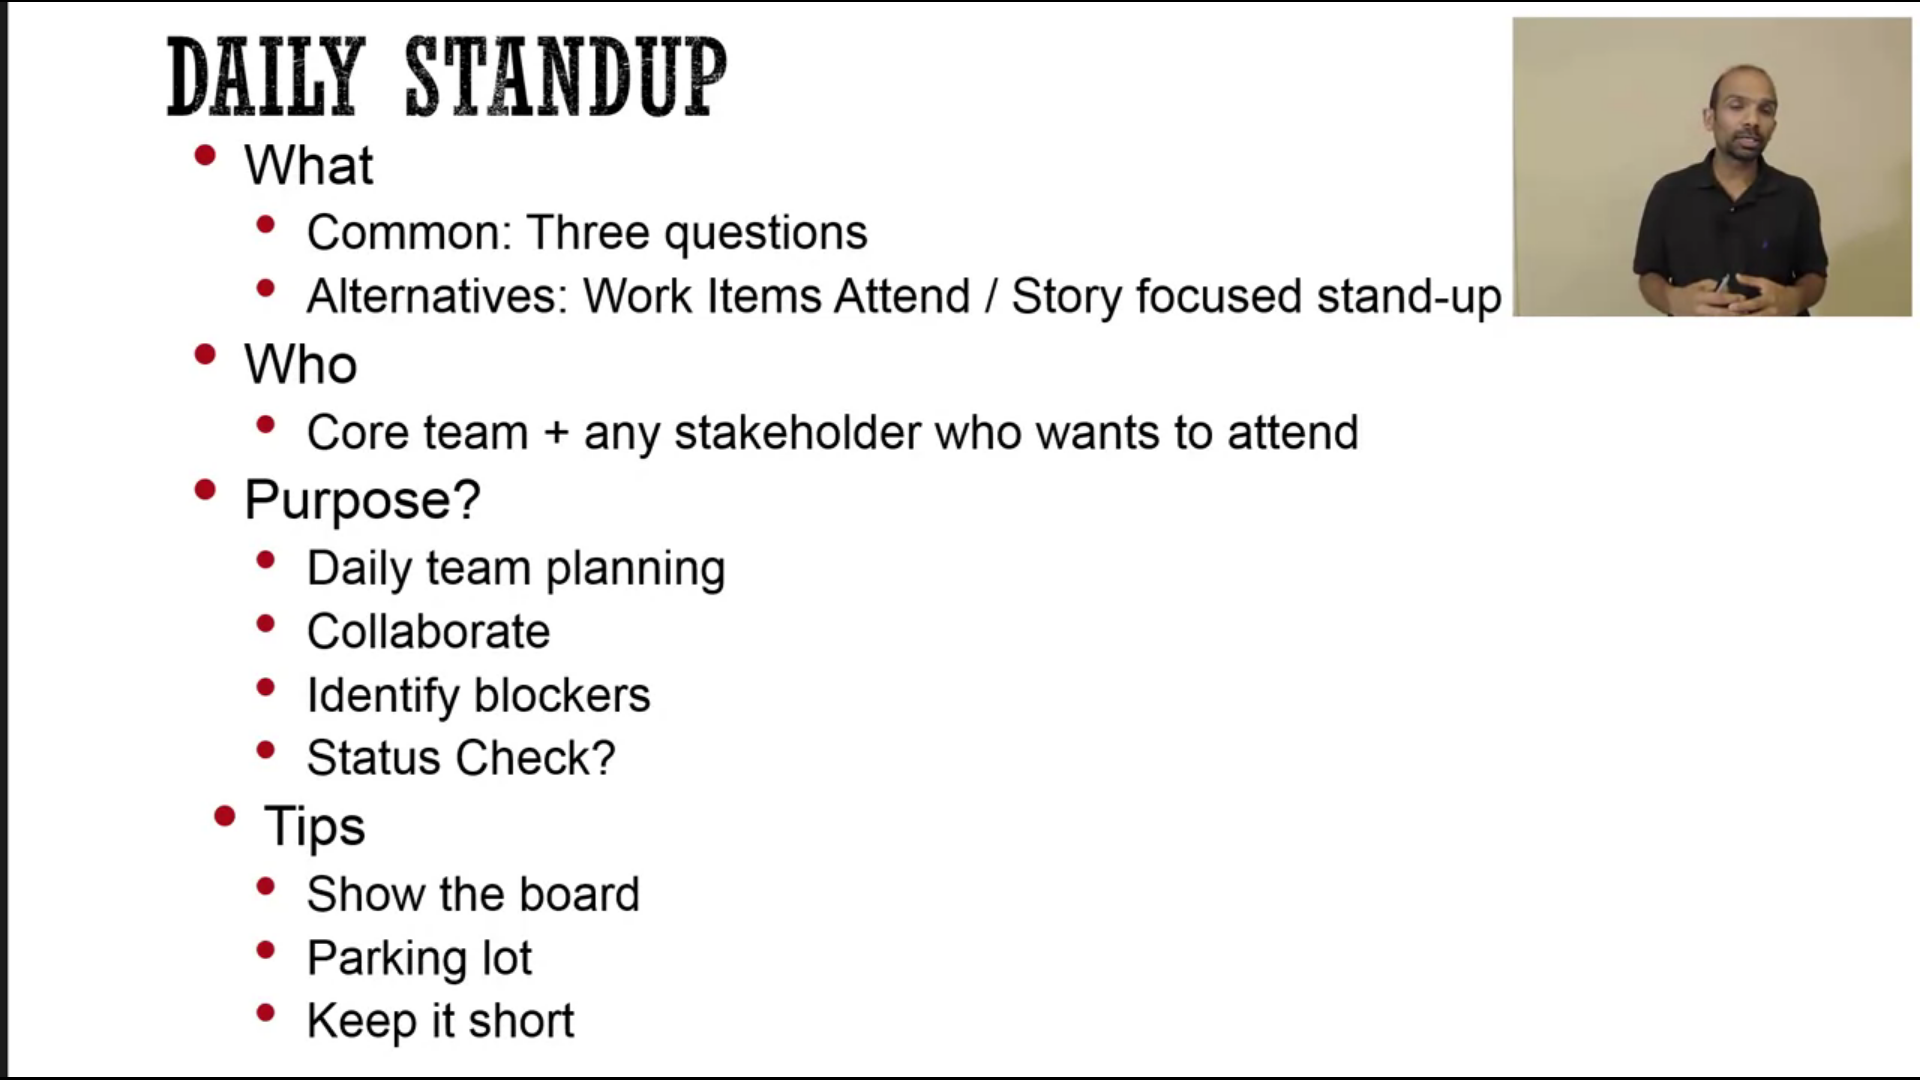 DAILY STANDUP
• What
• Common: Three questions
• Alternatives: Work Items Attend / Story focused stand-up
• Who
• Core team + any stakeholder who wants to attend
• Purpose?
• Daily team planning
• Collaborate
• Identify blockers
• Status Check?
• Tips
• Show the board
• Parking lot
• Keep it short